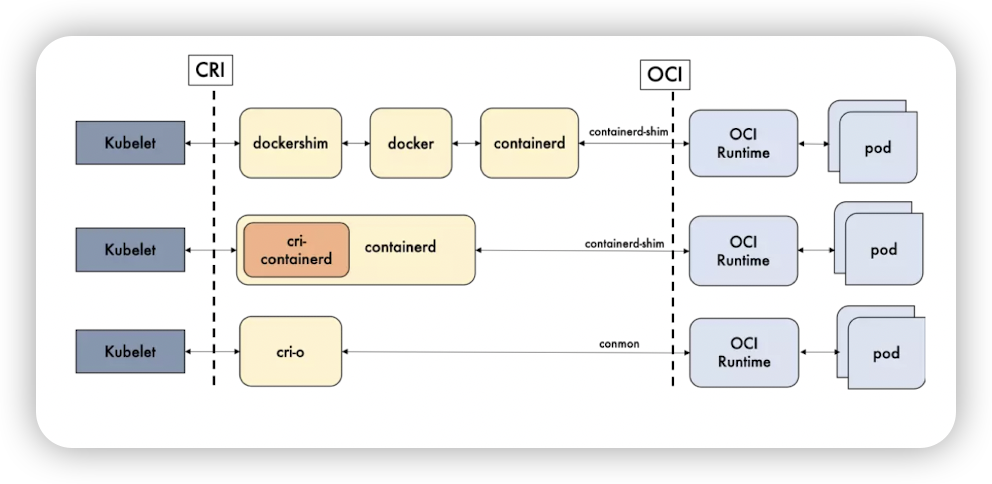 CRI
OCI
Kubelet
dockershim
docker
containerd
containerd-shim
OCI
Runtime
pod
Kubelet
cri-
containerd
containerd
containerd-shim
OCI
Runtime
pod
Kubelet
cri-o
conmon
OCI
Runtime
pod